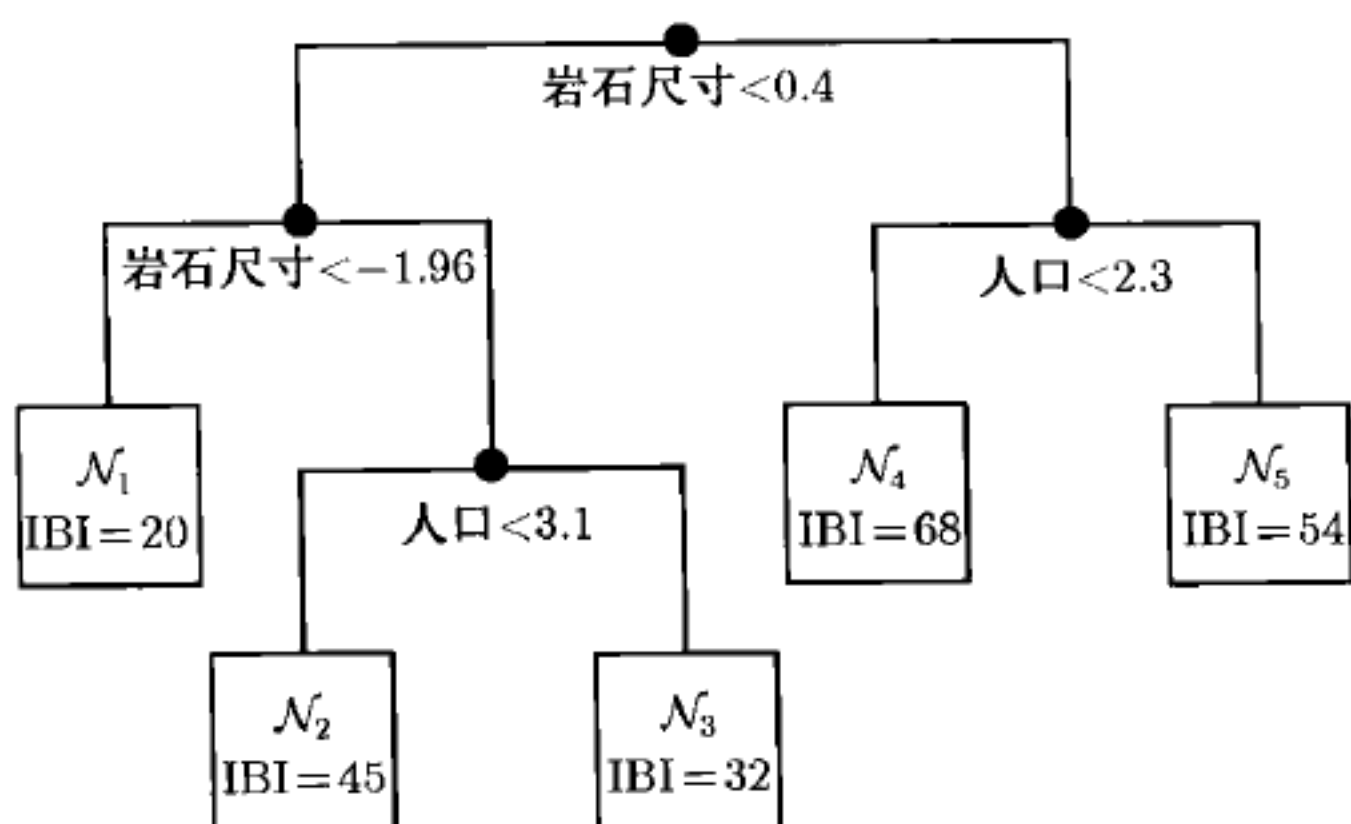 岩石尺寸<0.4
岩石尺寸<-1.96
人口<2.3
𝒩₁
IBI=20
𝒩₄
IBI=68
𝒩₅
IBI=54
人口<3.1
𝒩₂
IBI=45
𝒩₃
IBI=32